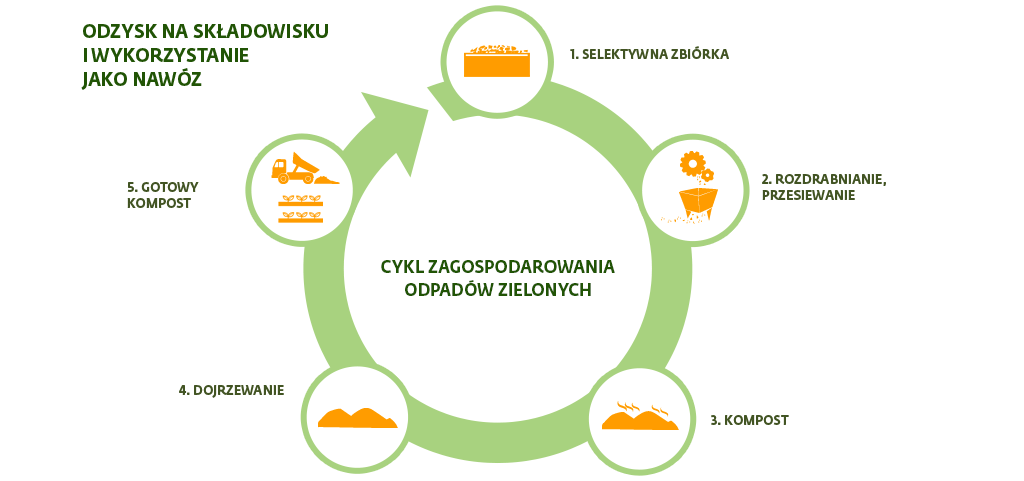 ODZYSK NA SKŁADOWISKU
I WYKORZYSTANIE
JAKO NAWÓZ
1. SELEKTYWNA ZBIÓRKA
2. ROZDRABNIANIE,
PRZESIEWANIE
3. KOMPOST
4. DOJRZEWANIE
5. GOTOWY
KOMPOST
CYKL ZAGOSPODAROWANIA
ODPADÓW ZIELONYCH